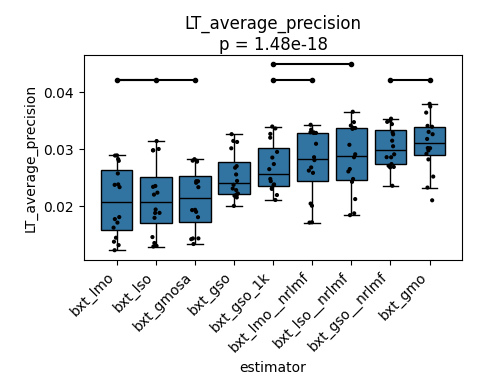 LT_average_precision
p = 1.48e-18
LT_average_precision
0.04
0.03
0.02
bxt_lmo
bxt_lso
bxt_gmosa
bxt_gso
bxt_gso_1k
bxt_lmo__nrlmf
bxt_lso__nrlmf
bxt_gso__nrlmf
bxt_gmo
estimator